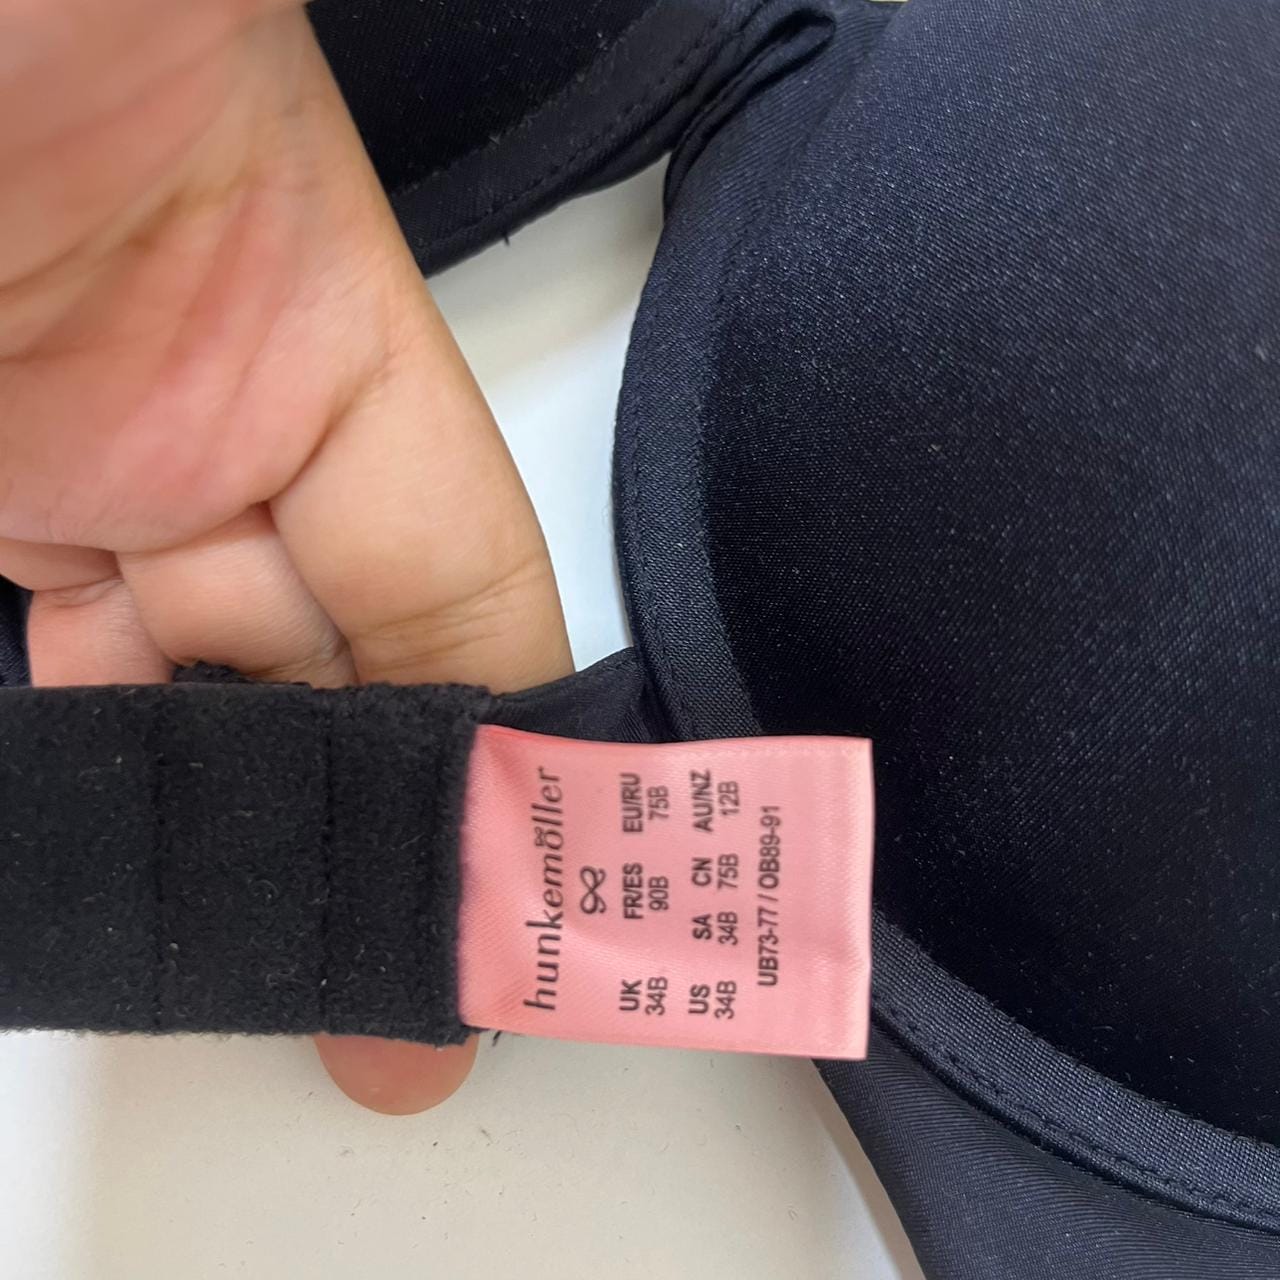 hunkemöller
UK FR/ES EU/RU
34B 90B 75B
US SA CN AU/NZ
34B 34B 75B 12B
UB73-77 / OB89-91